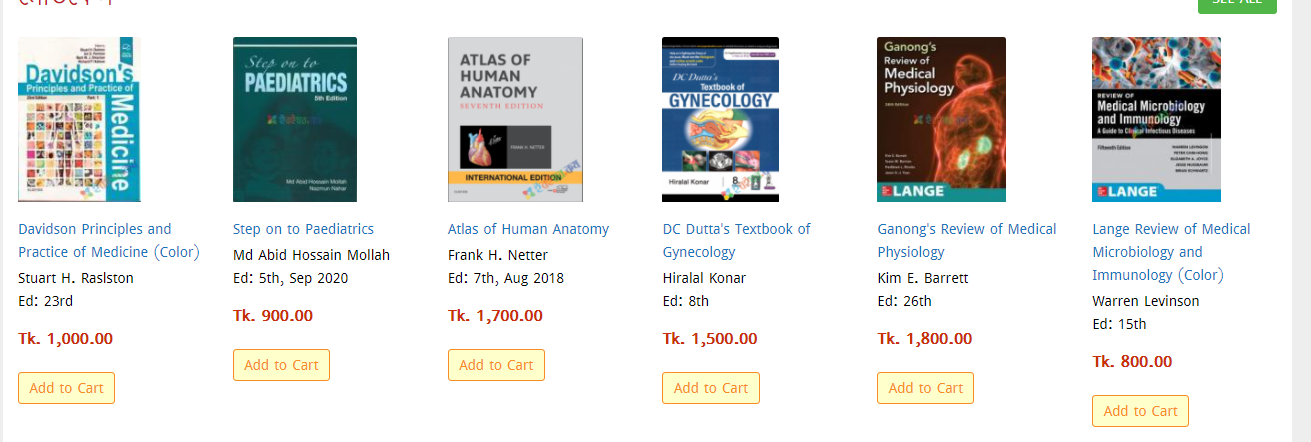 SEE ALL
Davidson's
Principles and Practice of
Medicine
Step on to
PAEDIATRICS
5th Edition
Md Abid Hossain Mollah
Nazmun Nahar
ATLAS OF
HUMAN
ANATOMY
SEVENTH EDITION
FRANK H. NETTER
INTERNATIONAL EDITION
DC Dutta's
Textbook of
GYNECOLOGY
Hiralal Konar
Ganong's
Review of
Medical
Physiology
LANGE
REVIEW OF
Medical Microbiology
and Immunology
A Guide to Clinical Infectious Diseases
Fifteenth Edition
WARREN LEVINSON
LANGE
Davidson Principles and
Practice of Medicine (Color)
Stuart H. Raslston
Ed: 23rd
Tk. 1,000.00
Add to Cart
Step on to Paediatrics
Md Abid Hossain Mollah
Ed: 5th, Sep 2020
Tk. 900.00
Add to Cart
Atlas of Human Anatomy
Frank H. Netter
Ed: 7th, Aug 2018
Tk. 1,700.00
Add to Cart
DC Dutta's Textbook of
Gynecology
Hiralal Konar
Ed: 8th
Tk. 1,500.00
Add to Cart
Ganong's Review of Medical
Physiology
Kim E. Barrett
Ed: 26th
Tk. 1,800.00
Add to Cart
Lange Review of Medical
Microbiology and
Immunology (Color)
Warren Levinson
Ed: 15th
Tk. 800.00
Add to Cart